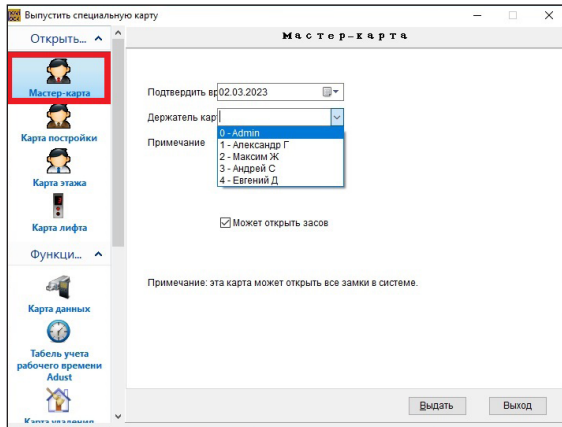 Выпустить специальную карту
Открыть...
Мастер-карта
Карта постройки
Карта этажа
Карта лифта
Функци...
Карта данных
Табель учета
рабочего времени
Adust
Карта удаления
Мастер-карта
Подтвердить вр 02.03.2023
Держатель кар
0 - Admin
1 - Александр Г
2 - Максим Ж
3 - Андрей С
4 - Евгений Д
Примечание
Может открыть засов
Примечание: эта карта может открыть все замки в системе.
Выдать
Выход